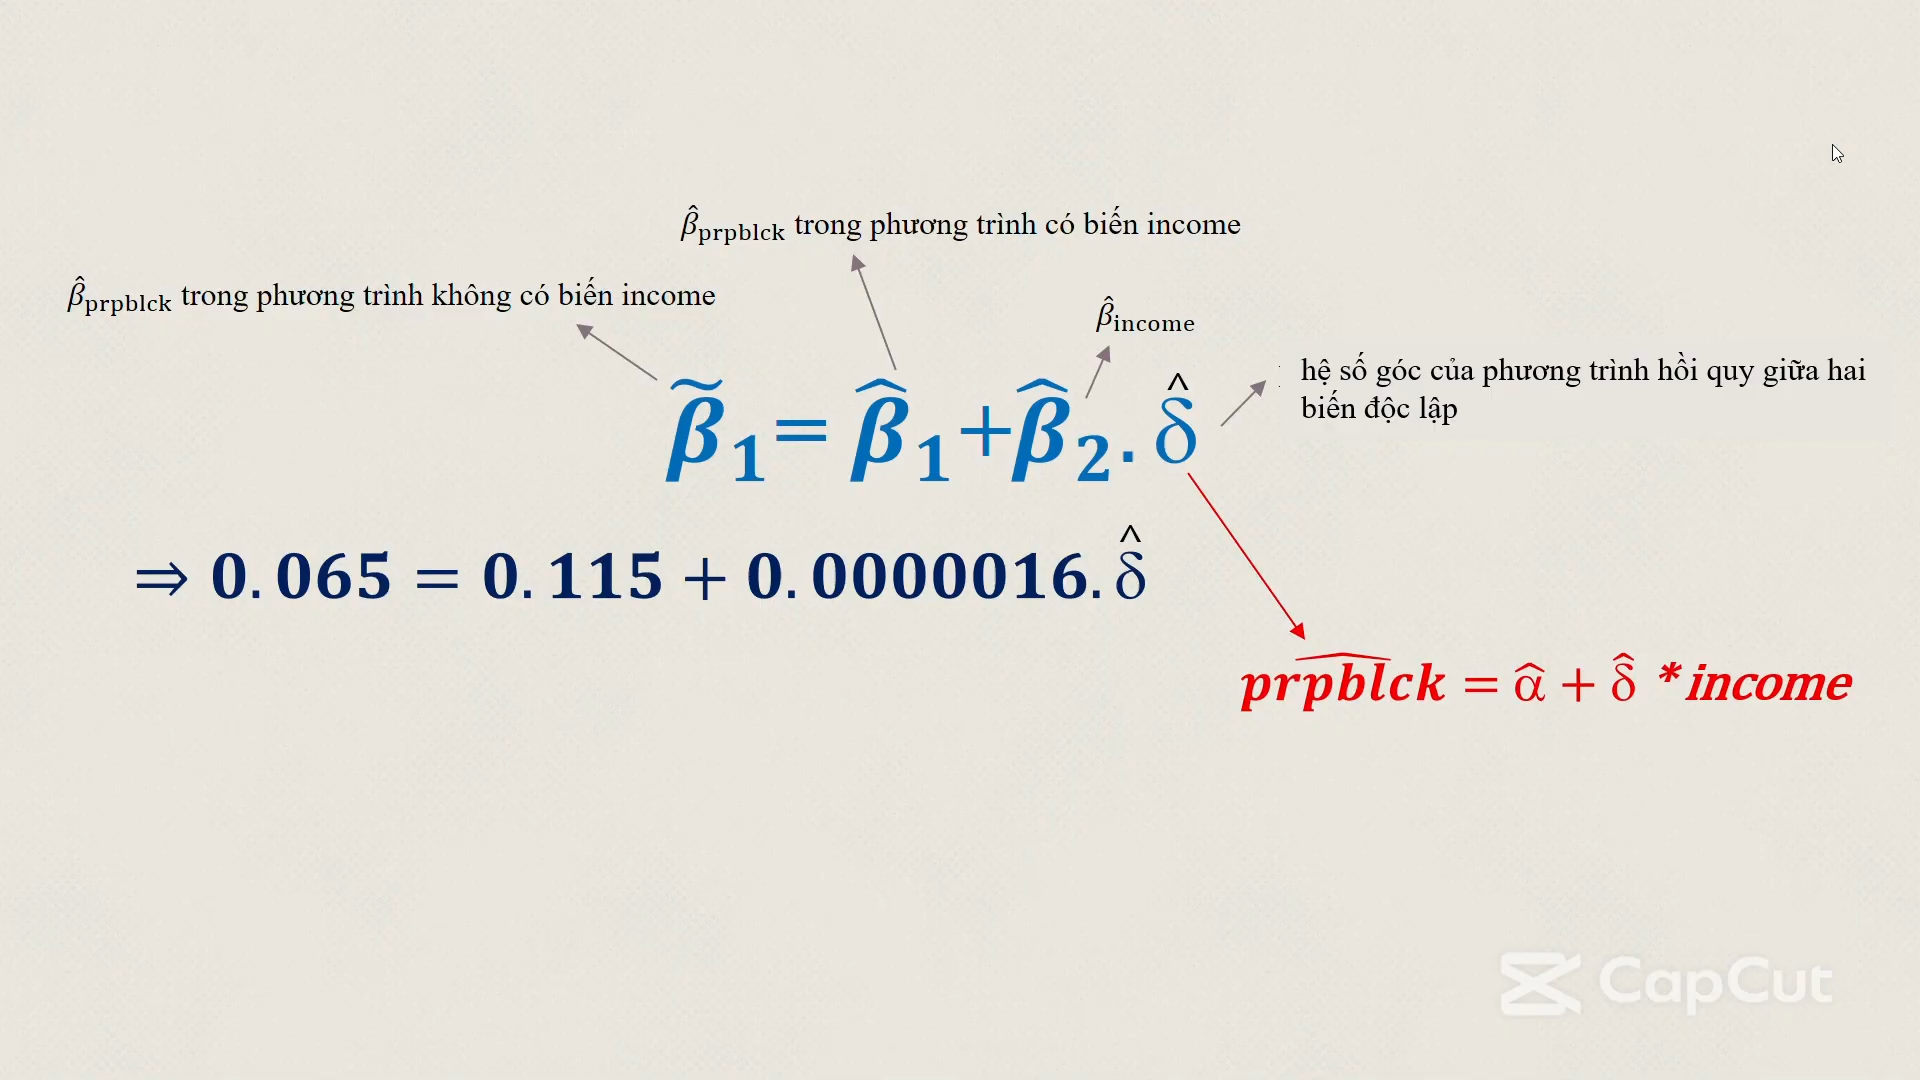 β̂prpblck trong phương trình có biến income
β̂prpblck trong phương trình không có biến income
β̂income
hệ số góc của phương trình hồi quy giữa hai
biến độc lập
β̃1= β̂1+β̂2. δ̂
⇒ 0.065 = 0.115 + 0.0000016. δ̂
prpblck̂ = α̂ + δ̂ * income
CapCut